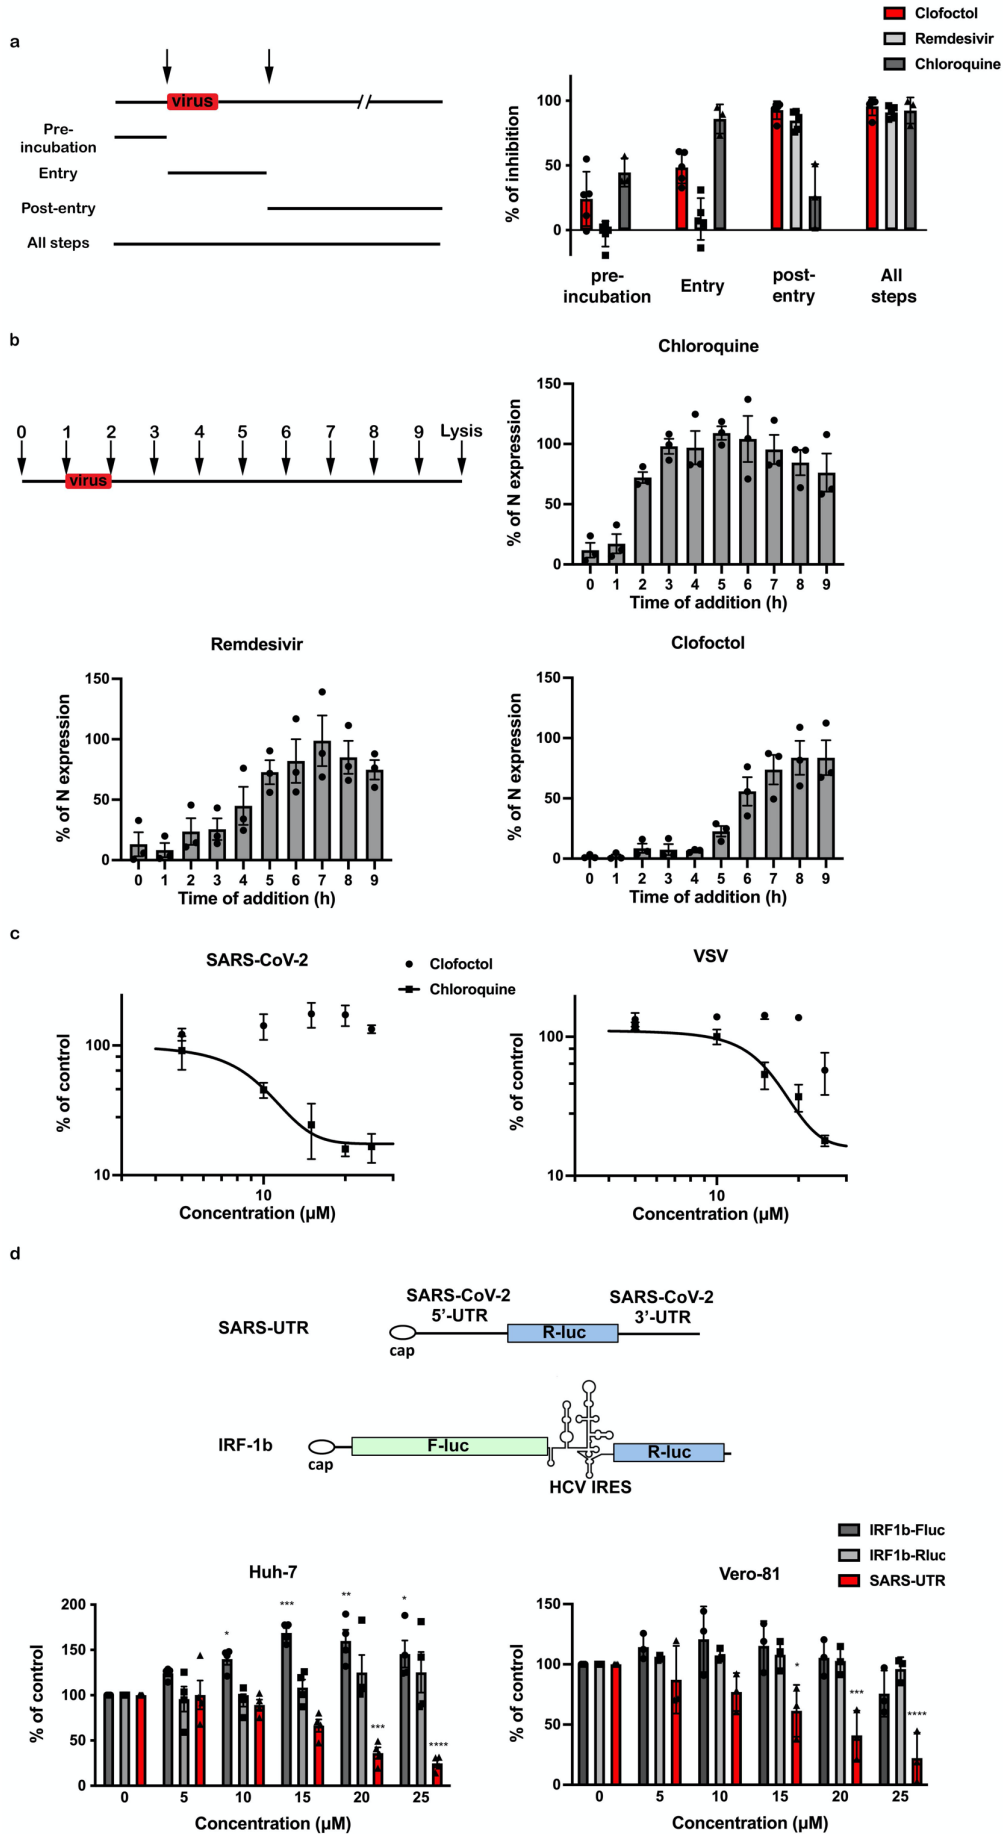 a
Clofoctol
Remdesivir
Chloroquine
virus
Pre-
incubation
Entry
Post-entry
All steps
% of inhibition
100
50
0
pre-
incubation
Entry
post-
entry
All
steps
b
0 1 2 3 4 5 6 7 8 9 Lysis
virus
Chloroquine
% of N expression
150
100
50
0
0 1 2 3 4 5 6 7 8 9
Time of addition (h)
Remdesivir
% of N expression
150
100
50
0
0 1 2 3 4 5 6 7 8 9
Time of addition (h)
Clofoctol
% of N expression
150
100
50
0
0 1 2 3 4 5 6 7 8 9
Time of addition (h)
c
SARS-CoV-2
Clofoctol
Chloroquine
% of control
100
10
10
Concentration (µM)
VSV
% of control
100
10
10
Concentration (µM)
d
SARS-UTR
SARS-CoV-2
5'-UTR
R-luc
SARS-CoV-2
3'-UTR
cap
IRF-1b
F-luc
R-luc
cap
HCV IRES
IRF1b-Fluc
IRF1b-Rluc
SARS-UTR
Huh-7
% of control
200
150
100
50
0
* *** ** *** * ****
0 5 10 15 20 25
Concentration (µM)
Vero-81
% of control
150
100
50
0
* *** ****
0 5 10 15 20 25
Concentration (µM)